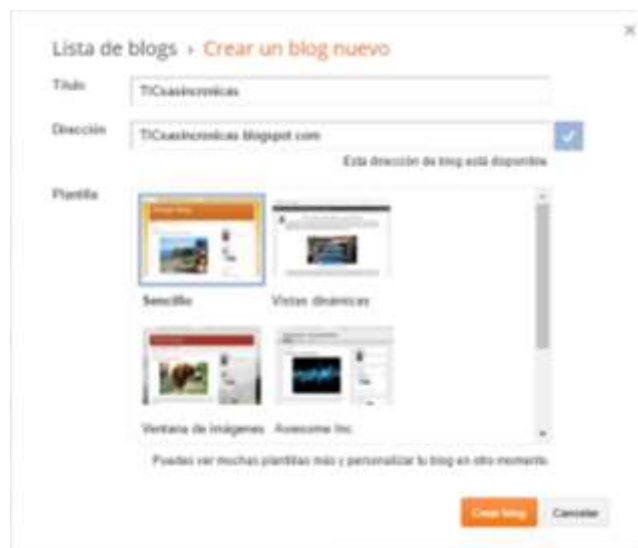 Lista de blogs › Crear un blog nuevo
Título
TICsasincronicas
Dirección
TICsasincronicas.blogspot.com
Esta dirección de blog está disponible.
Plantilla
Sencillo
Vistas dinámicas
Ventana de imágenes
Awesome Inc.
Puedes ver muchas plantillas más y personalizar tu blog en otro momento.
Crear blog
Cancelar